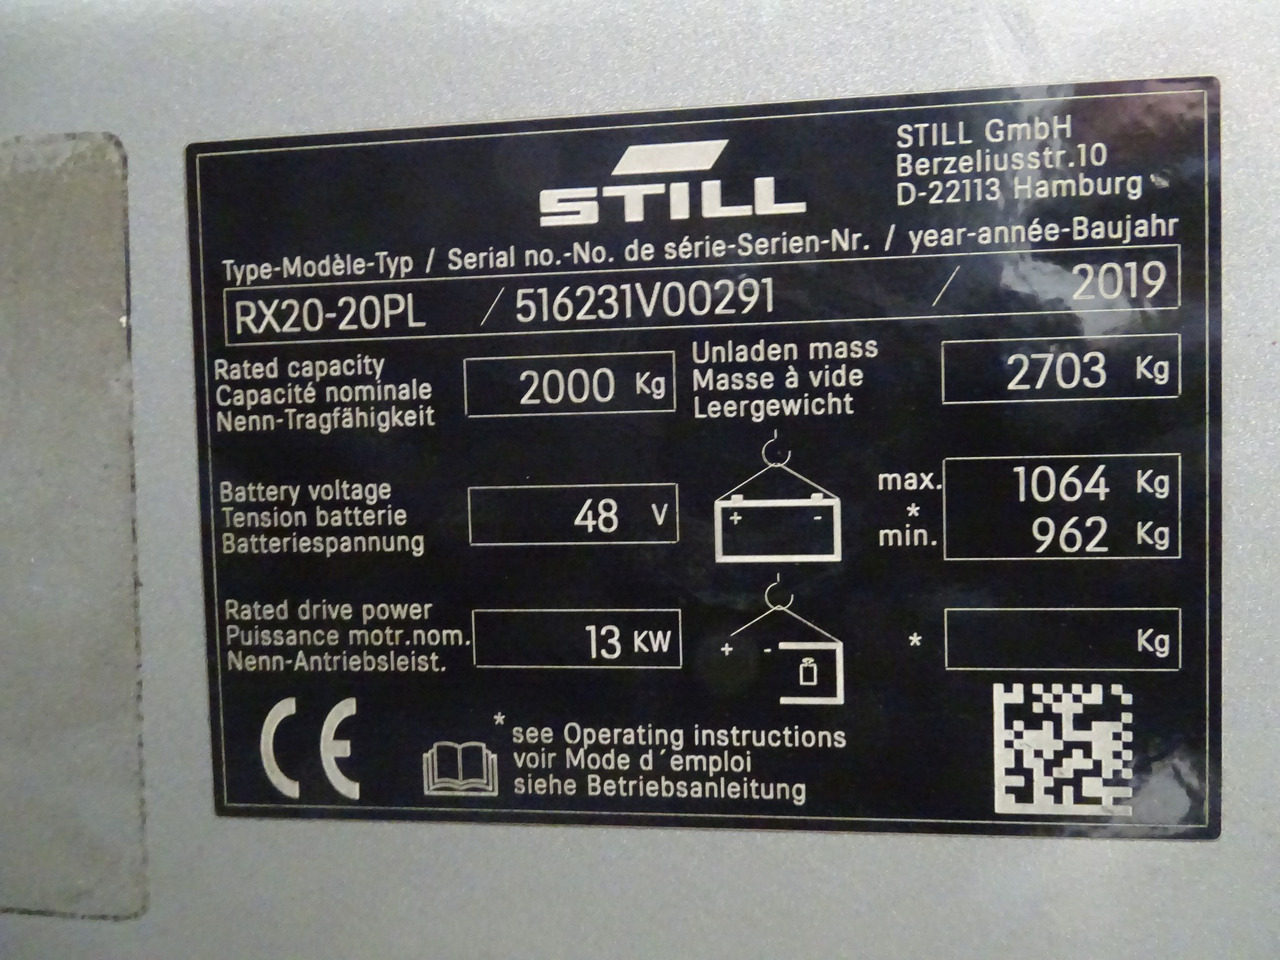 STILL
STILL GmbH
Berzeliusstr.10
D-22113 Hamburg
Type-Modèle-Typ / Serial no.-No. de série-Serien-Nr. / year-année-Baujahr
RX20-20PL / 516231V00291 / 2019
Rated capacity
Capacité nominale
Nenn-Tragfähigkeit
2000 Kg
Unladen mass
Masse à vide
Leergewicht
2703 Kg
Battery voltage
Tension batterie
Batteriespannung
48 V
+ -
max. 1064 Kg
*
min. 962 Kg
Rated drive power
Puissance motr.nom.
Nenn-Antriebsleist.
13 KW
+ -
* Kg
CE
* see Operating instructions
voir Mode d´emploi
siehe Betriebsanleitung